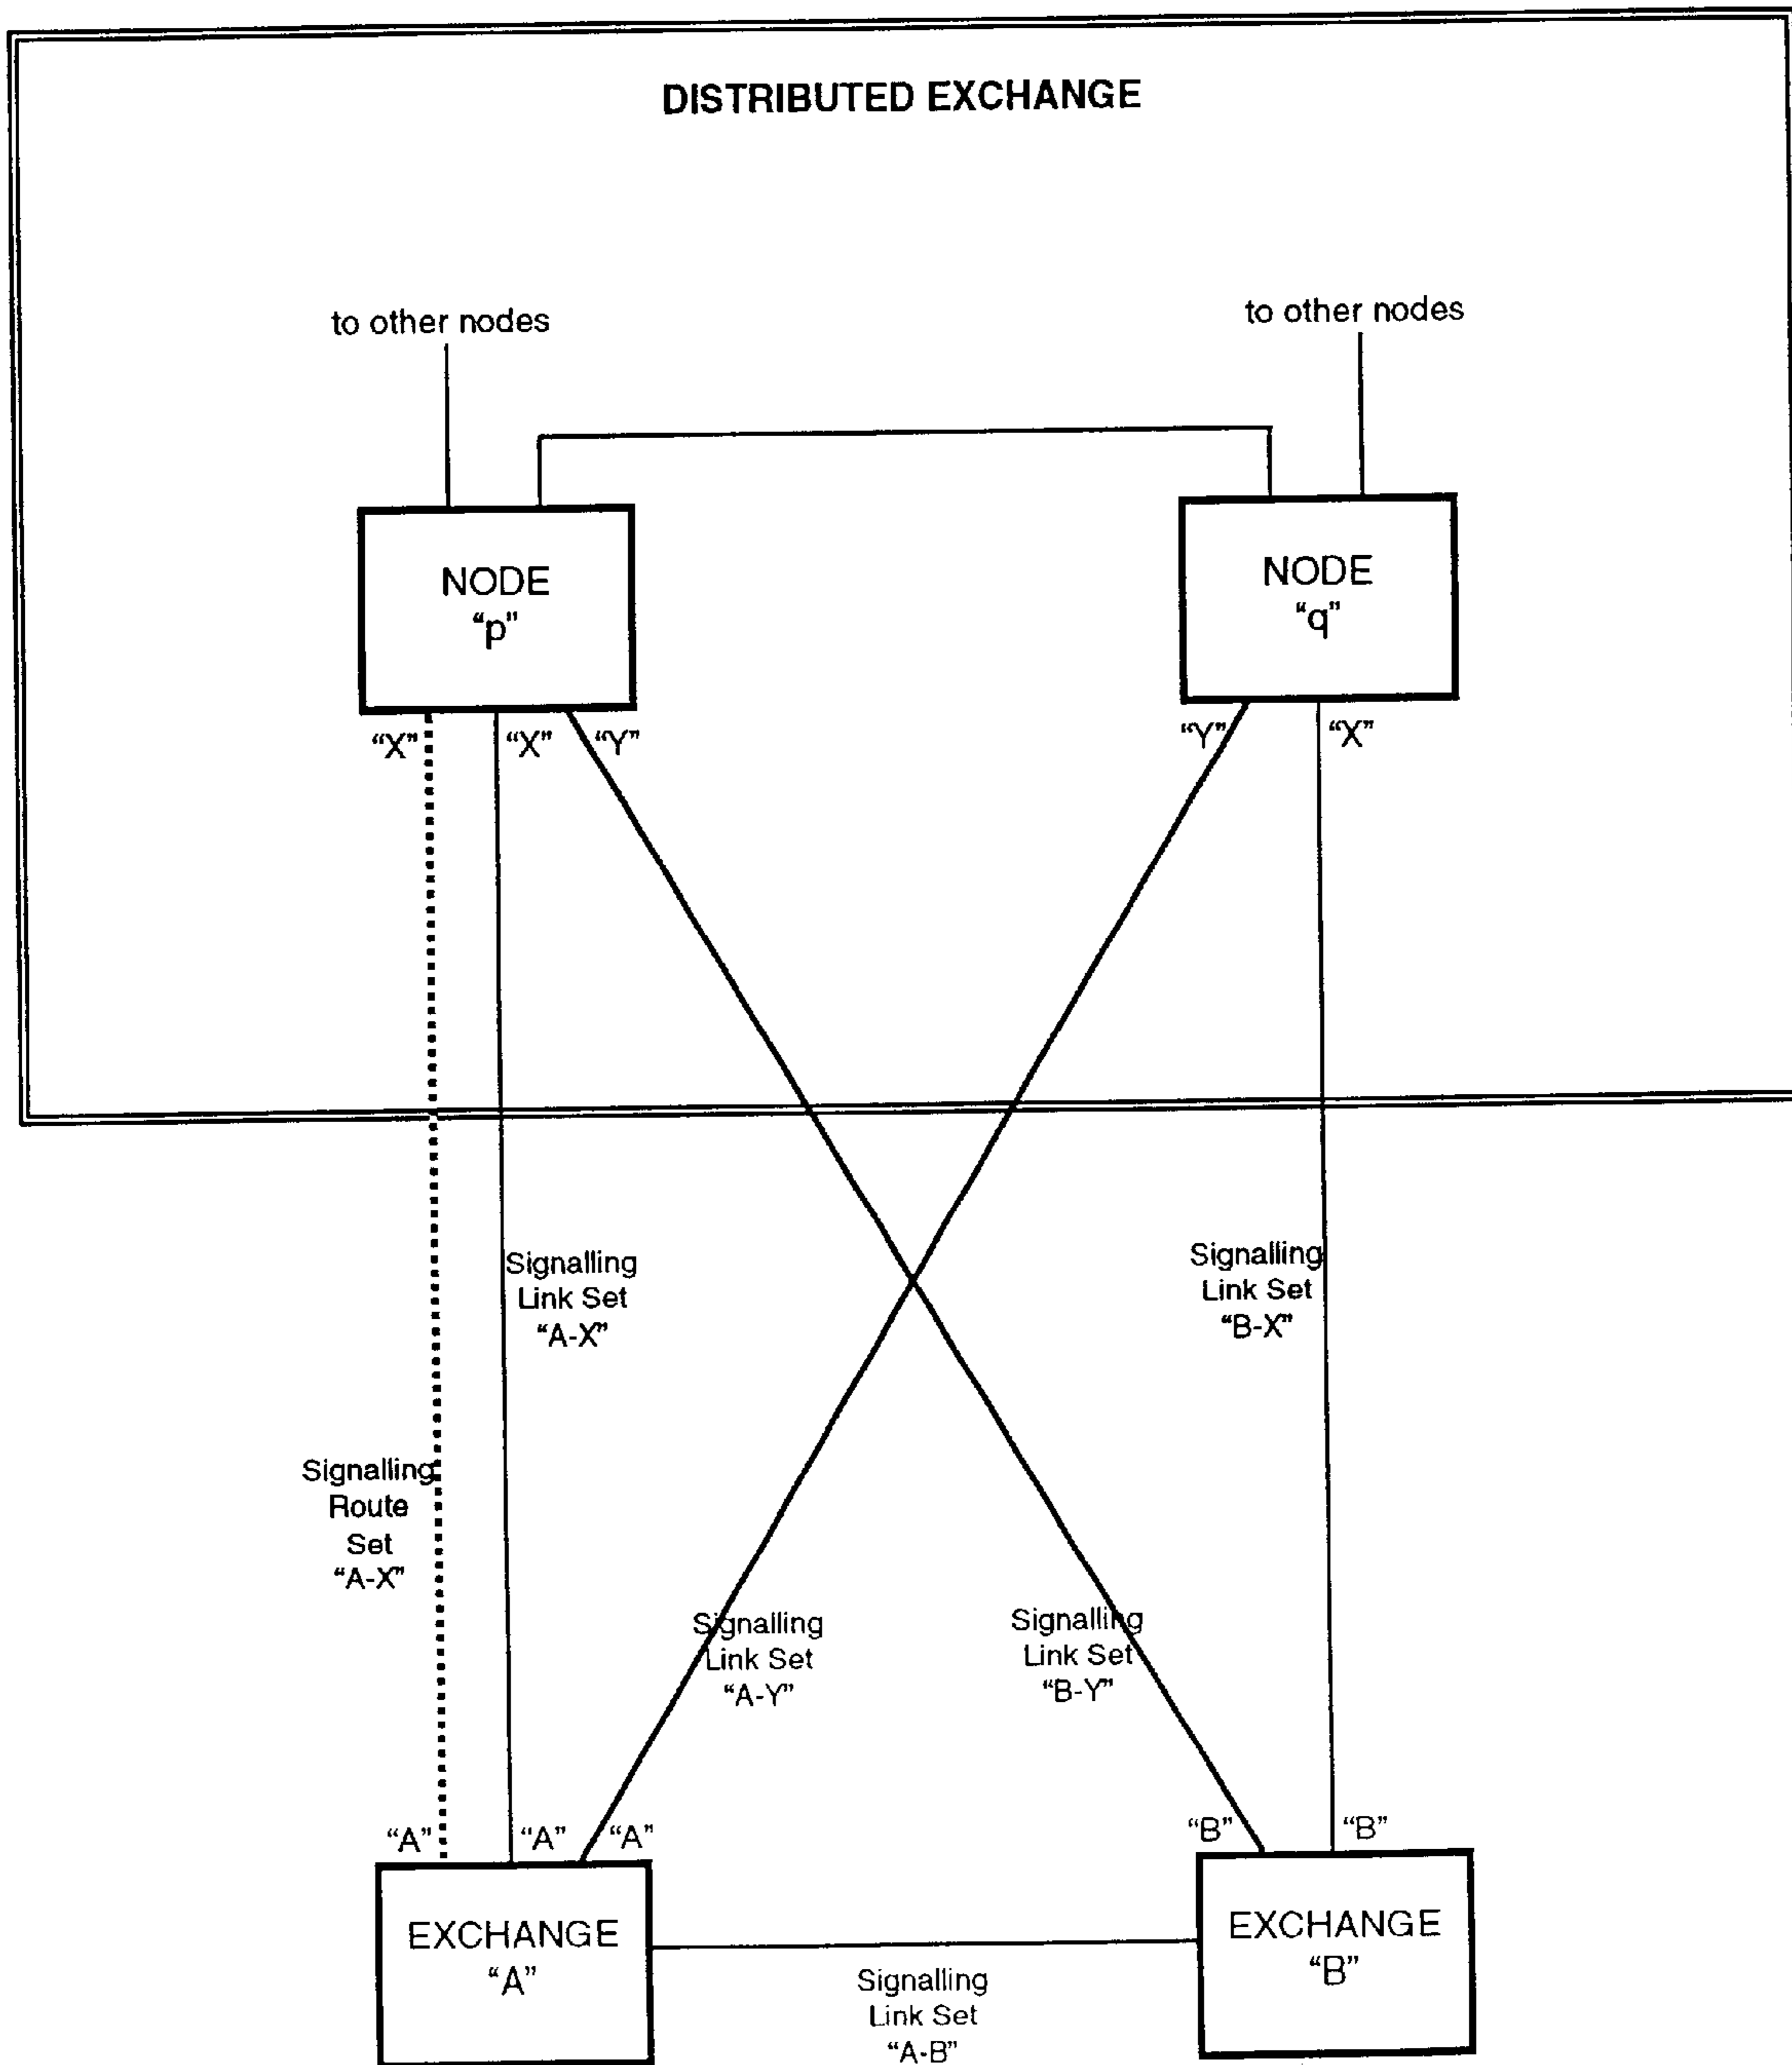 DISTRIBUTED EXCHANGE
to other nodes
to other nodes
NODE
“p”
NODE
“q”
“X”
“X”
“Y”
“Y”
“X”
Signalling
Link Set
“A-X”
Signalling
Link Set
“B-X”
Signalling
Route
Set
“A-X”
Signalling
Link Set
“A-Y”
Signalling
Link Set
“B-Y”
“A”
“A”
“A”
“B”
“B”
EXCHANGE
“A”
EXCHANGE
“B”
Signalling
Link Set
“A-B”